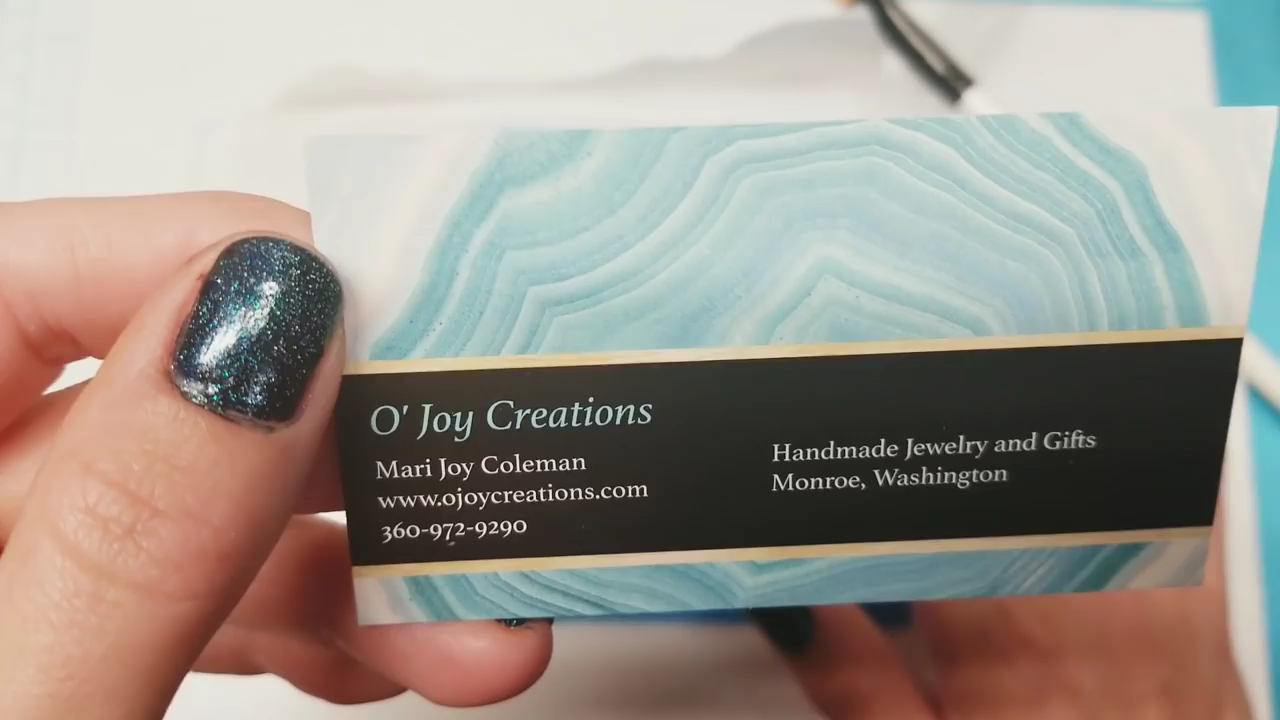 O' Joy Creations
Mari Joy Coleman
www.ojoycreations.com
360-972-9290
Handmade Jewelry and Gifts
Monroe, Washington